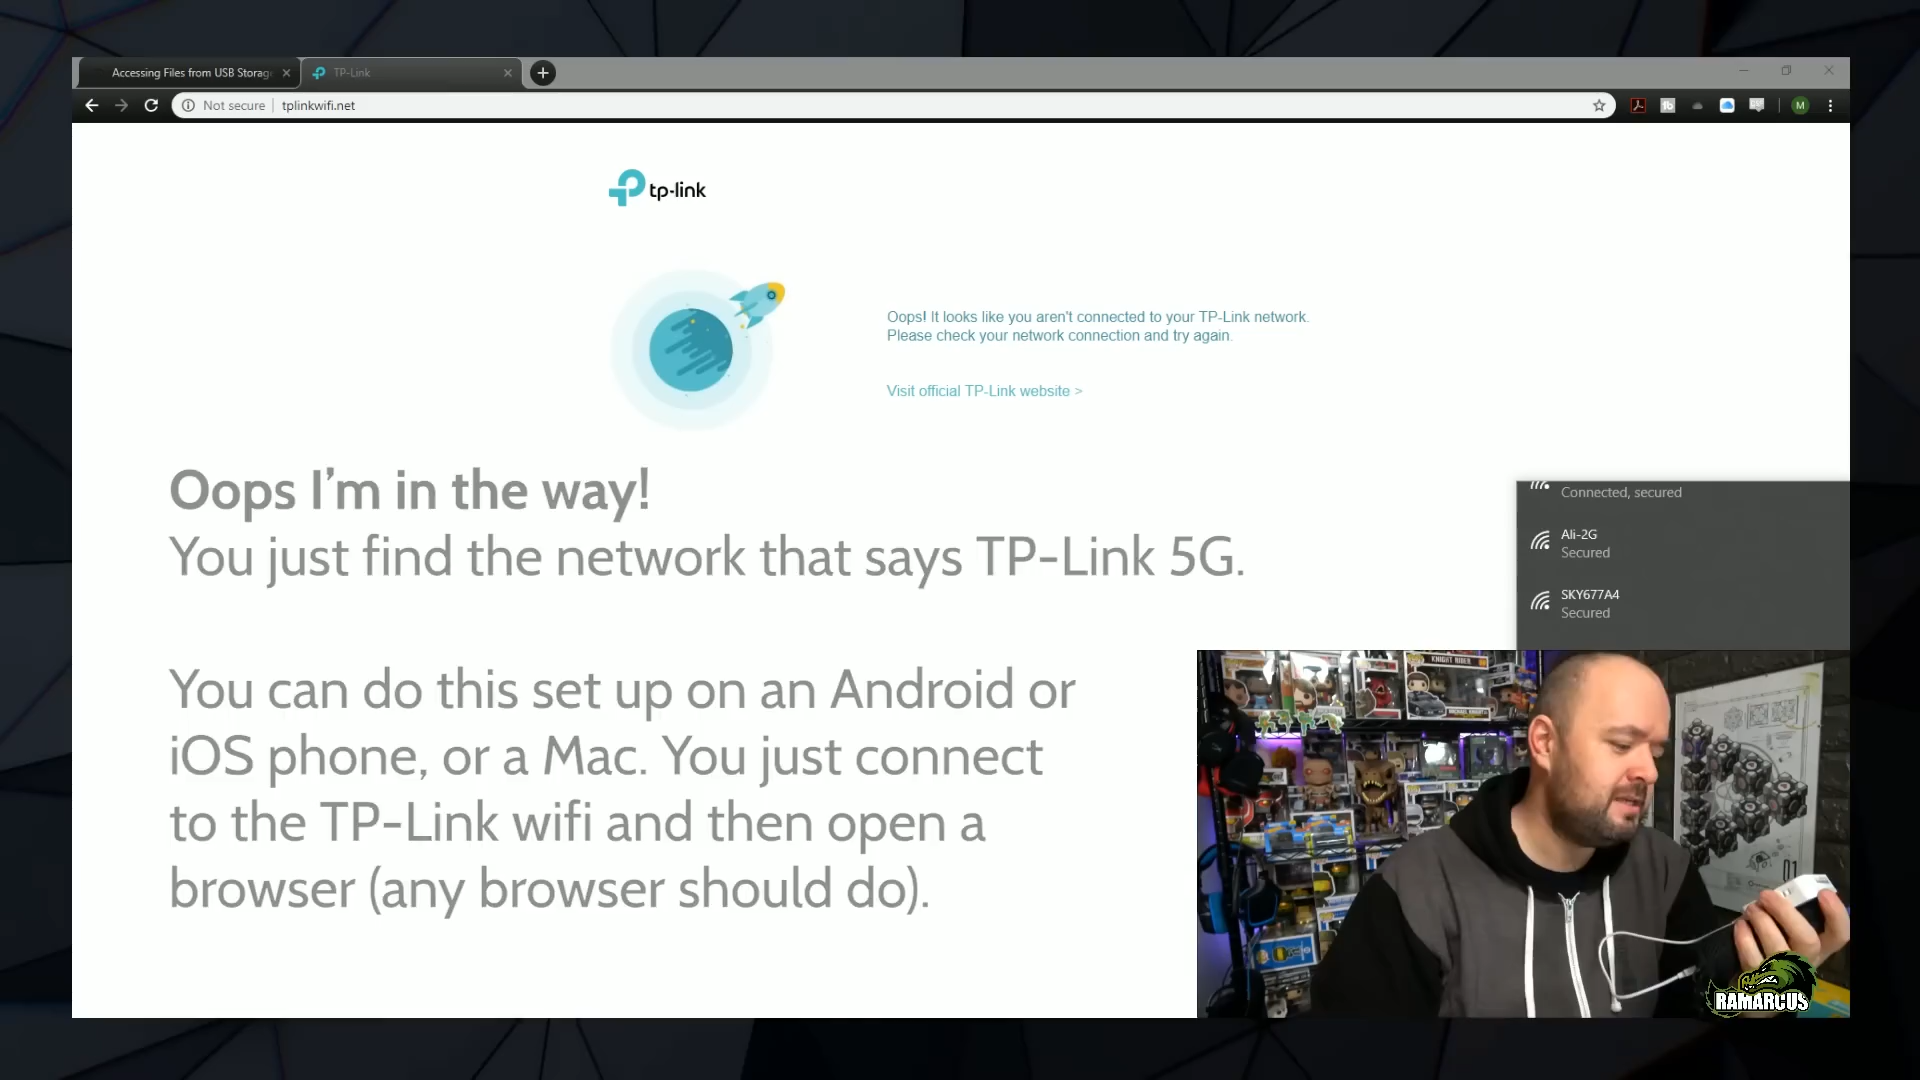 Accessing Files from USB Storag
TP-Link
Not secure
tplinkwifi.net
M
tp-link
Oops! It looks like you aren't connected to your TP-Link network.
Please check your network connection and try again.
Visit official TP-Link website >
Oops I'm in the way!
You just find the network that says TP-Link 5G.
You can do this set up on an Android or
iOS phone, or a Mac. You just connect
to the TP-Link wifi and then open a
browser (any browser should do).
Connected, secured
Ali-2G
Secured
SKY677A4
Secured
KNIGHT RIDER
01
RAMARCUS